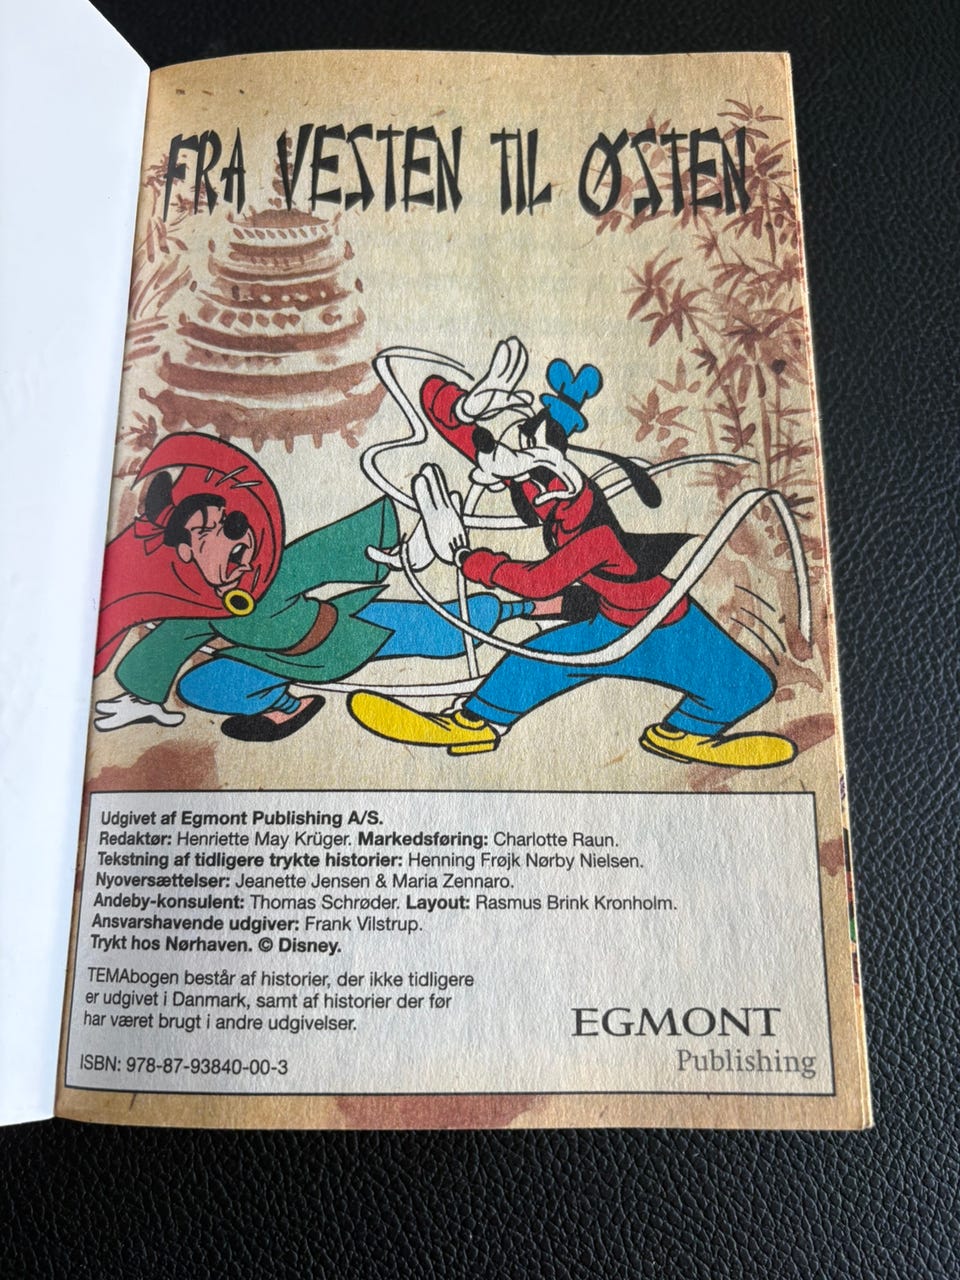 FRA VESTEN TIL ØSTEN
Udgivet af Egmont Publishing A/S.
Redaktør: Henriette May Krüger. Markedsføring: Charlotte Raun.
Tekstning af tidligere trykte historier: Henning Frøjk Nørby Nielsen.
Nyoversættelser: Jeanette Jensen & Maria Zennaro.
Andeby-konsulent: Thomas Schrøder. Layout: Rasmus Brink Kronholm.
Ansvarshavende udgiver: Frank Vilstrup.
Trykt hos Nørhaven. © Disney.
TEMAbogen består af historier, der ikke tidligere
er udgivet i Danmark, samt af historier der før
har været brugt i andre udgivelser.
ISBN: 978-87-93840-00-3
EGMONT
Publishing